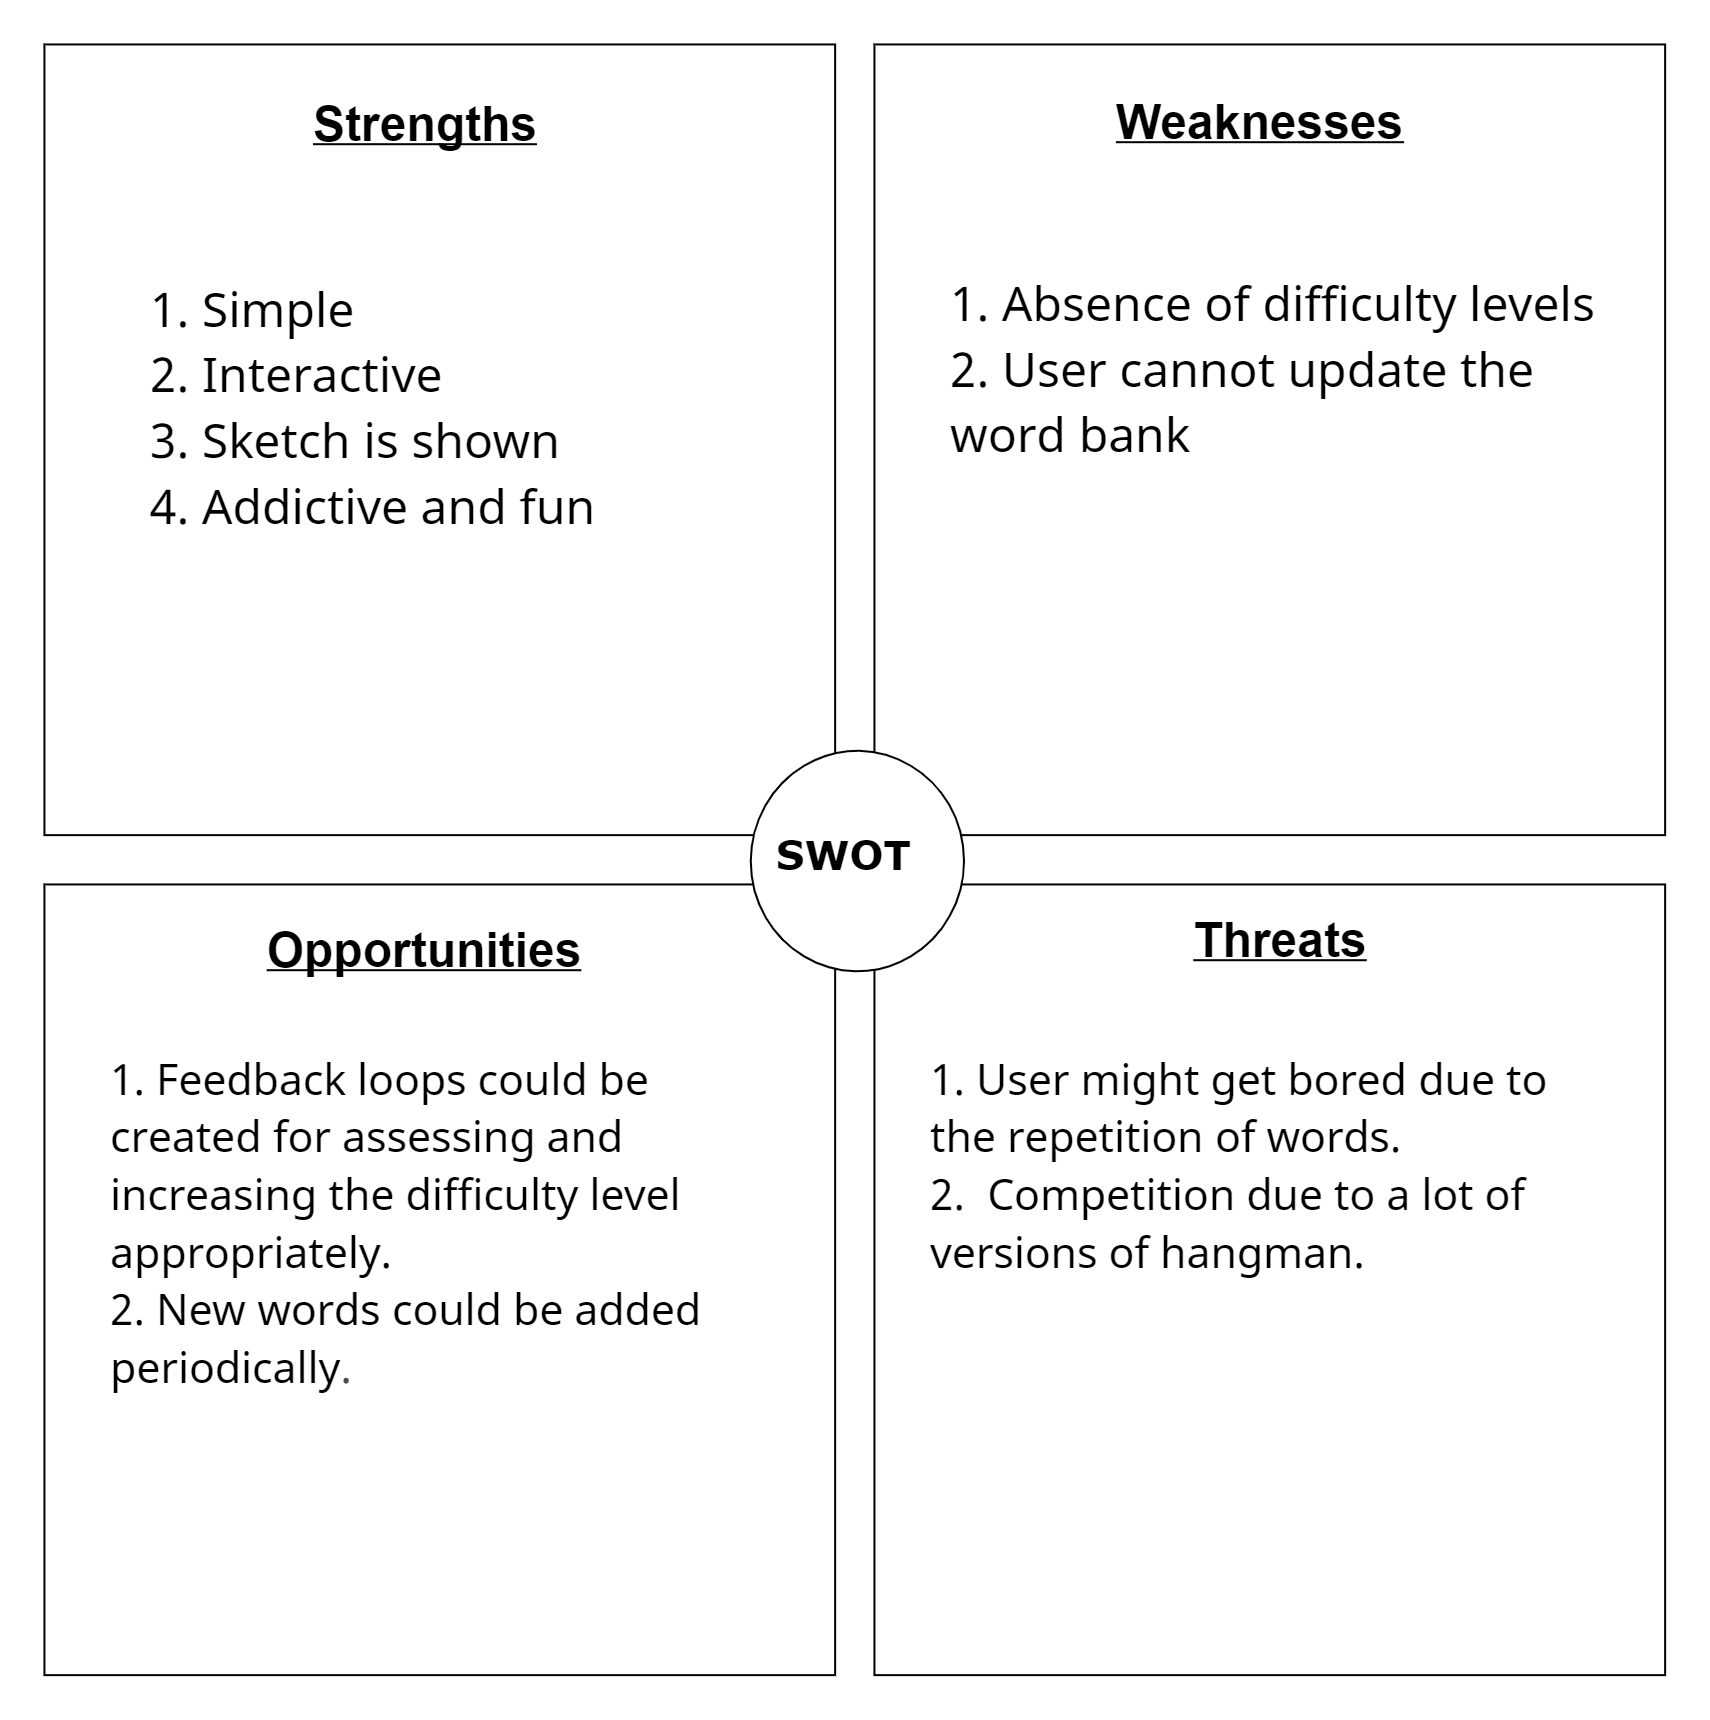 Strengths
1. Simple
2. Interactive
3. Sketch is shown
4. Addictive and fun
Weaknesses
1. Absence of difficulty levels
2. User cannot update the
word bank
SWOT
Opportunities
1. Feedback loops could be
created for assessing and
increasing the difficulty level
appropriately.
2. New words could be added
periodically.
Threats
1. User might get bored due to
the repetition of words.
2.  Competition due to a lot of
versions of hangman.